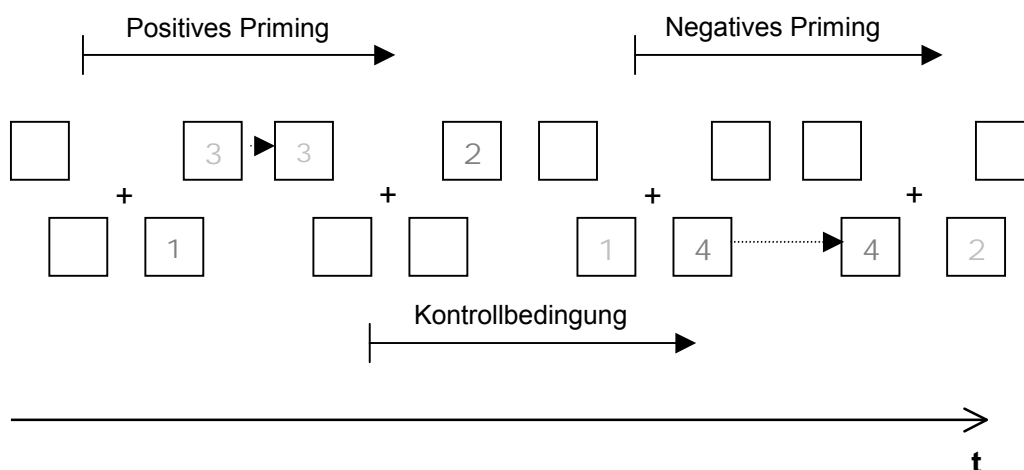 Positives Priming
Negatives Priming
3 3 2
+ + + +
1 1 4 4 2
Kontrollbedingung
t